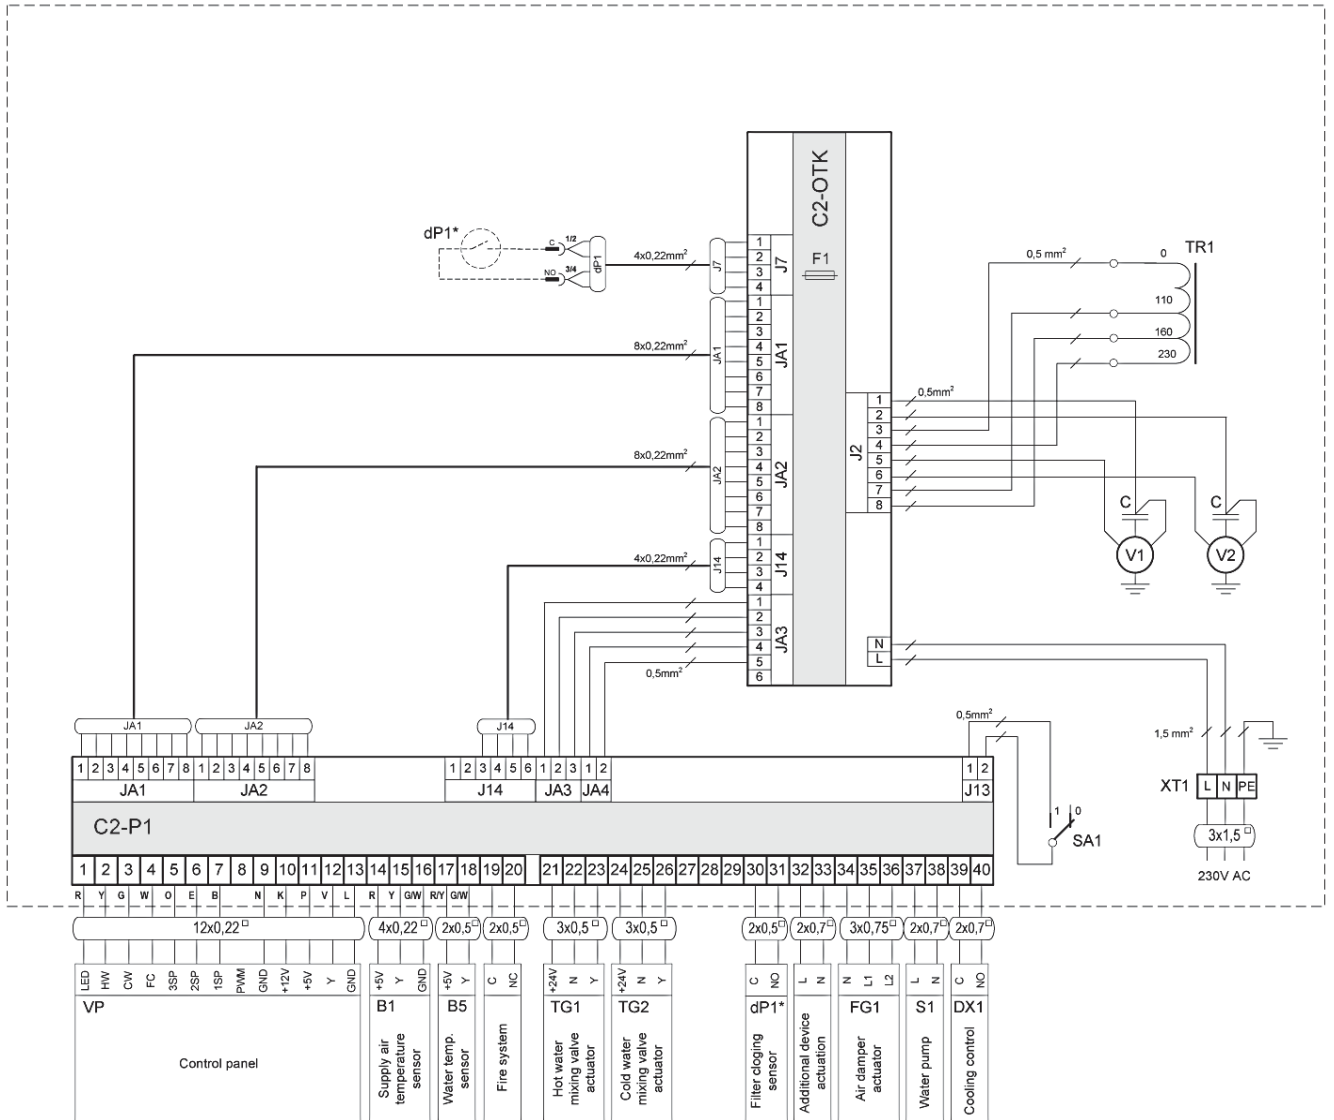 C2-OTK
F1
dP1*
C
1/2
NO
3/4
dP1
4x0,22mm²
J7
1
2
3
4
J7
8x0,22mm²
JA1
1
2
3
4
5
6
7
8
JA1
8x0,22mm²
JA2
1
2
3
4
5
6
7
8
JA2
4x0,22mm²
J14
1
2
3
4
J14
1
2
3
4
5
6
JA3
0,5mm²
TR1
0,5 mm²
0
110
160
230
0,5mm²
J2
1
2
3
4
5
6
7
8
C
C
V1
V2
N
L
0,5mm²
1,5 mm²
XT1
L N PE
3x1,5
230V AC
1 0
SA1
JA1
JA2
J14
1 2 3 4 5 6 7 8 1 2 3 4 5 6 7 8
1 2 3 4 5 6 1 2 3 1 2
1 2
JA1
JA2
J14
JA3
JA4
J13
C2-P1
1 2 3 4 5 6 7 8 9 10 11 12 13 14 15 16 17 18 19 20 21 22 23 24 25 26 27 28 29 30 31 32 33 34 35 36 37 38 39 40
R Y G W O E B N K P V L R Y G/W R/Y G/W
12x0,22
4x0,22
2x0,5
2x0,5
3x0,5
3x0,5
2x0,5
2x0,7
3x0,75
2x0,7
2x0,7
LED HW CW FC 3SP 2SP 1SP PWM GND +12V +5V Y GND
+5V Y GND
+5V Y
C NC
+24V N Y
+24V N Y
C NO
L N
N L1 L2
L N
C NO
VP
Control panel
B1
Supply air
temperature
sensor
B5
Water temp.
sensor
Fire system
TG1
Hot water
mixing valve
actuator
TG2
Cold water
mixing valve
actuator
dP1*
Filter cloging
sensor
Additional device
actuation
FG1
Air damper
actuator
S1
Water pump
DX1
Cooling control